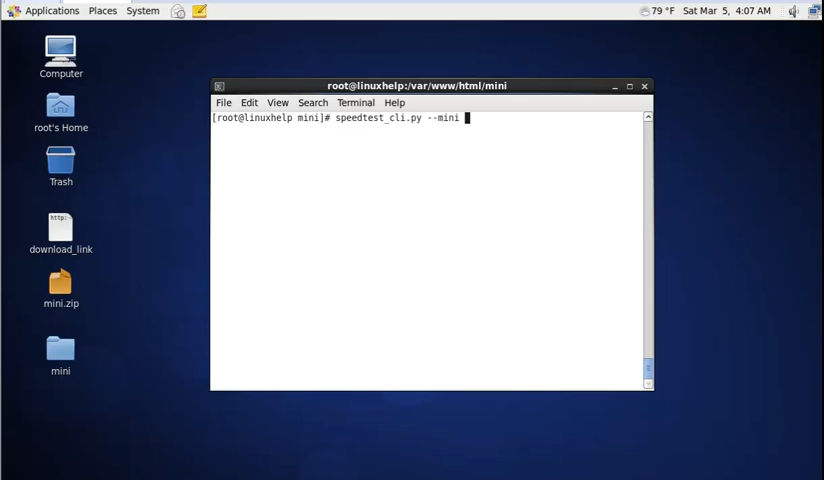 Applications Places System 79 °F Sat Mar 5, 4:07 AM
Computer
root's Home
Trash
http:
download_link
mini.zip
mini
root@linuxhelp:/var/www/html/mini
File Edit View Search Terminal Help
[root@linuxhelp mini]# speedtest_cli.py --mini